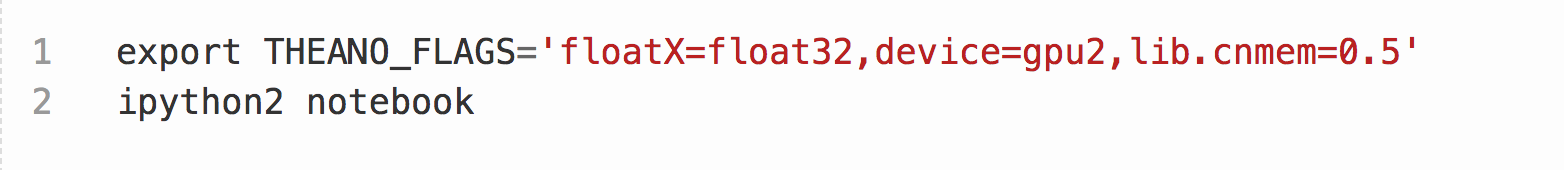 1 export THEANO_FLAGS='floatX=float32,device=gpu2,lib.cnmem=0.5'
2 ipython2 notebook